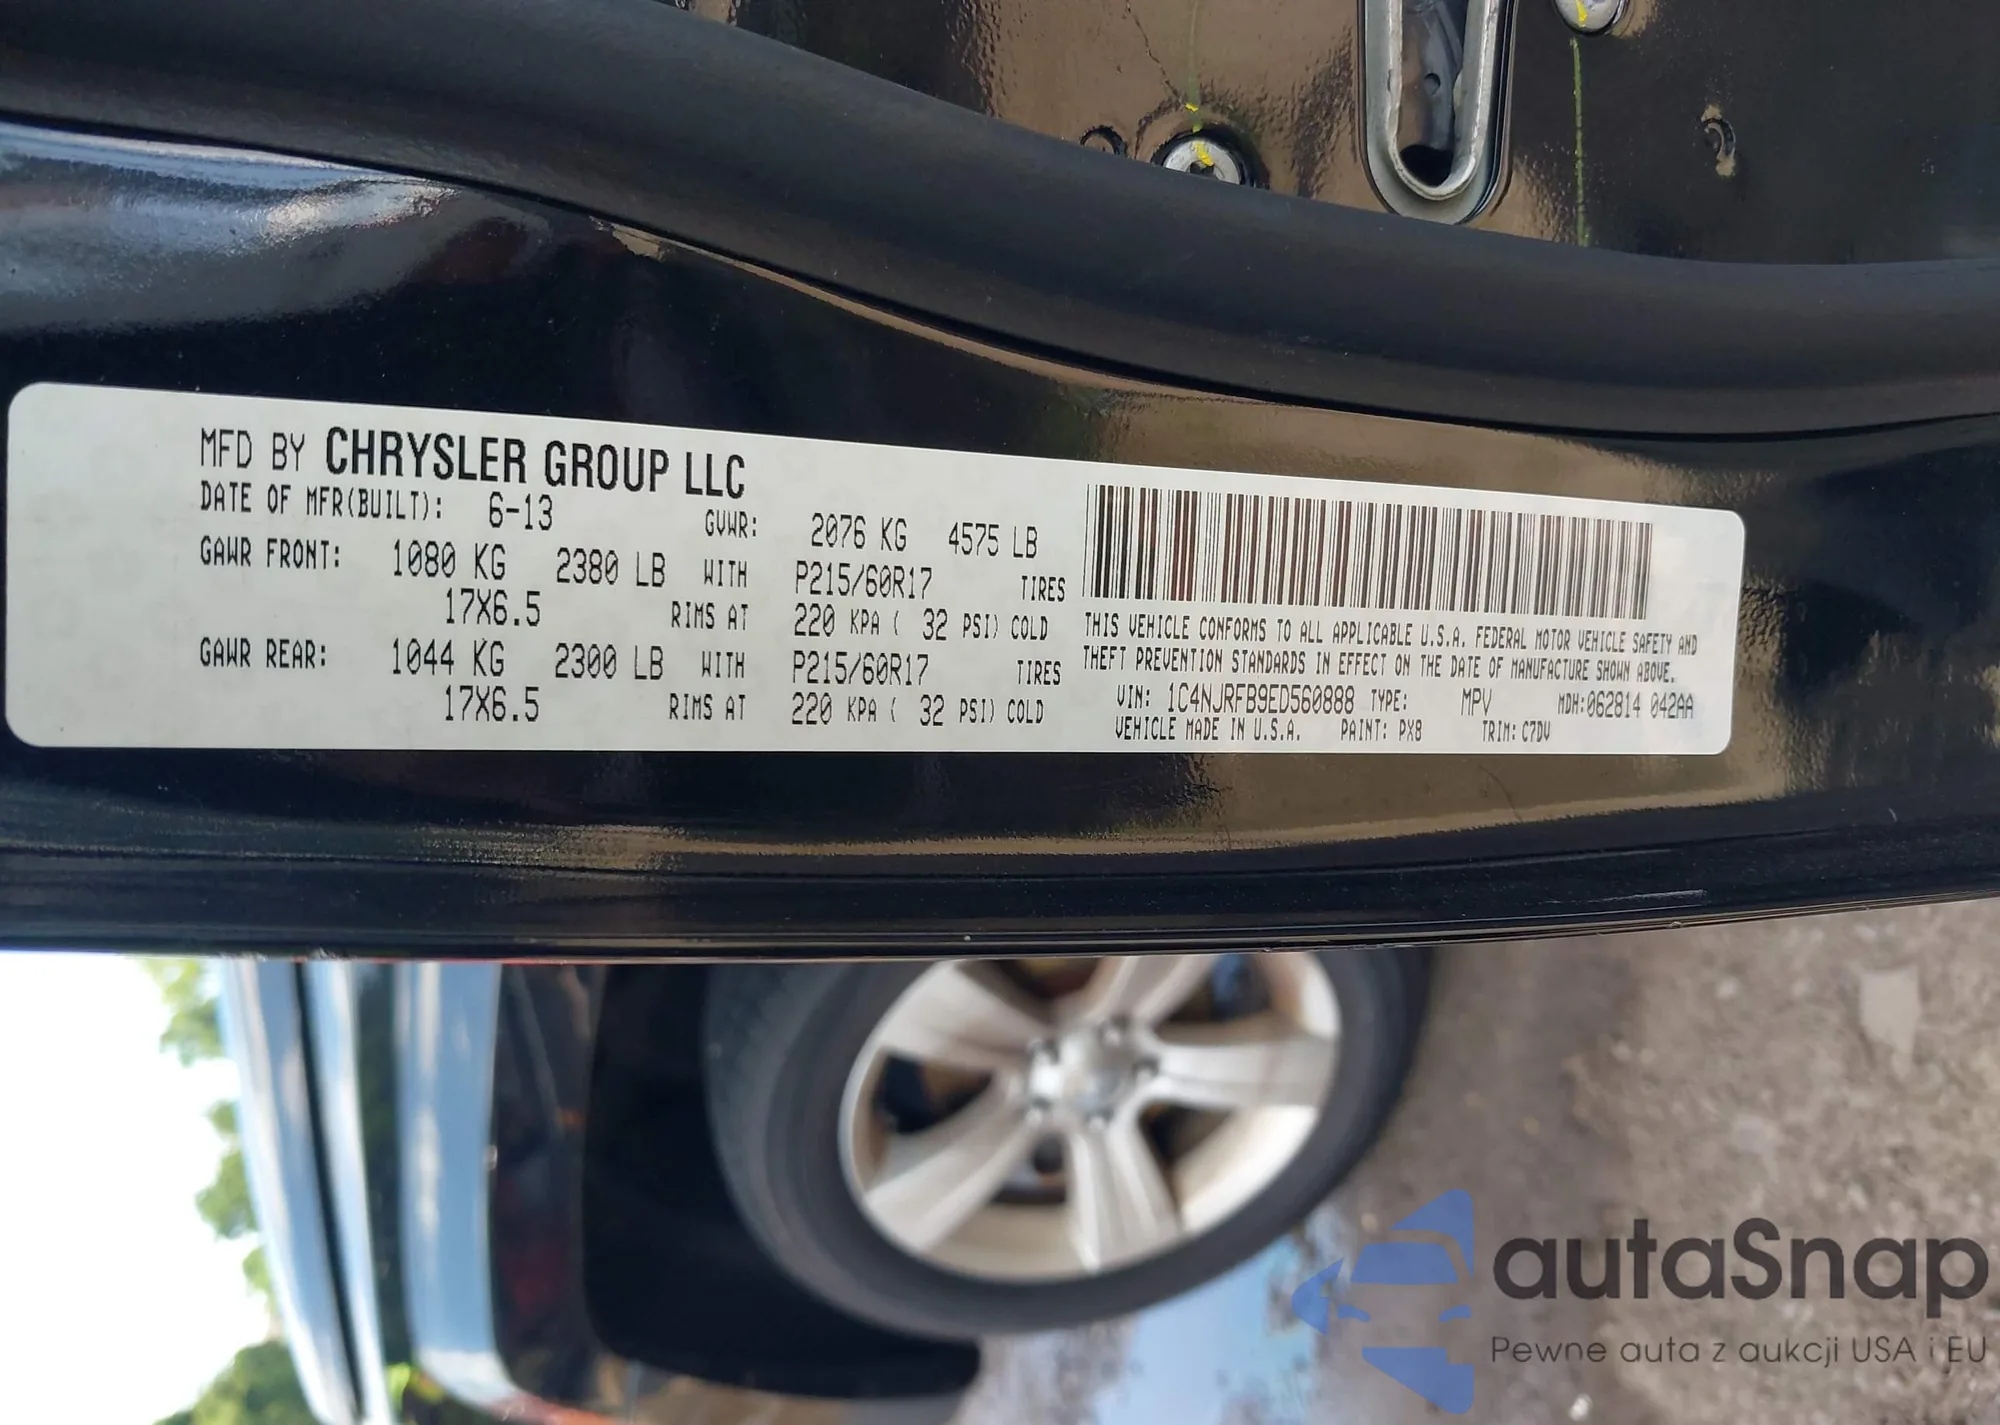 MFD BY CHRYSLER GROUP LLC
DATE OF MFR(BUILT): 6-13 GVWR: 2076 KG 4575 LB
GAWR FRONT: 1080 KG 2380 LB WITH P215/60R17 TIRES
17X6.5 RIMS AT 220 KPA ( 32 PSI) COLD
GAWR REAR: 1044 KG 2300 LB WITH P215/60R17 TIRES
17X6.5 RIMS AT 220 KPA ( 32 PSI) COLD
THIS VEHICLE CONFORMS TO ALL APPLICABLE U.S.A. FEDERAL MOTOR VEHICLE SAFETY AND
THEFT PREVENTION STANDARDS IN EFFECT ON THE DATE OF MANUFACTURE SHOWN ABOVE.
VIN: 1C4NJRFB9ED560888 TYPE: MPV MDH:062814 042AA
VEHICLE MADE IN U.S.A. PAINT: PX8 TRIM: C7DV
autaSnap
Pewne auta z aukcji USA i EU